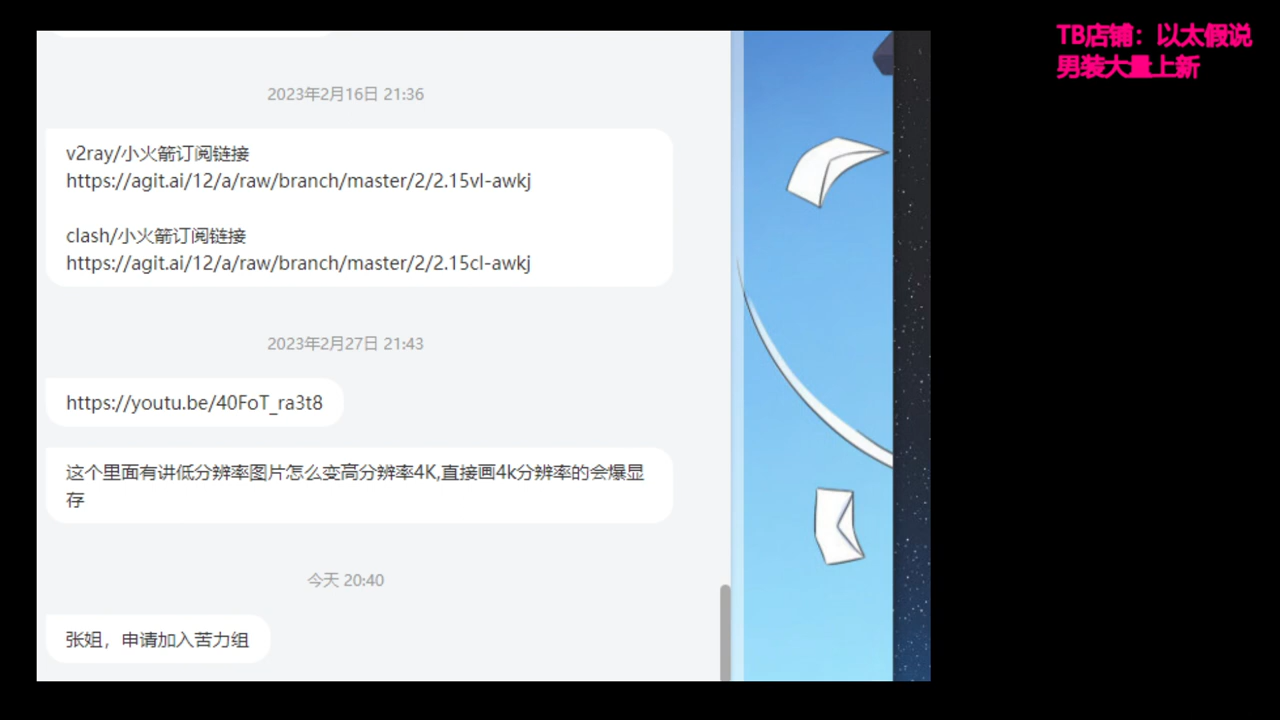 TB店铺：以太假说
男装大量上新
2023年2月16日 21:36
v2ray/小火箭订阅链接
https://agit.ai/12/a/raw/branch/master/2/2.15vl-awkj
clash/小火箭订阅链接
https://agit.ai/12/a/raw/branch/master/2/2.15cl-awkj
2023年2月27日 21:43
https://youtu.be/40FoT_ra3t8
这个里面有讲低分辨率图片怎么变高分辨率4K,直接画4k分辨率的会爆显
存
今天 20:40
张姐，申请加入苦力组